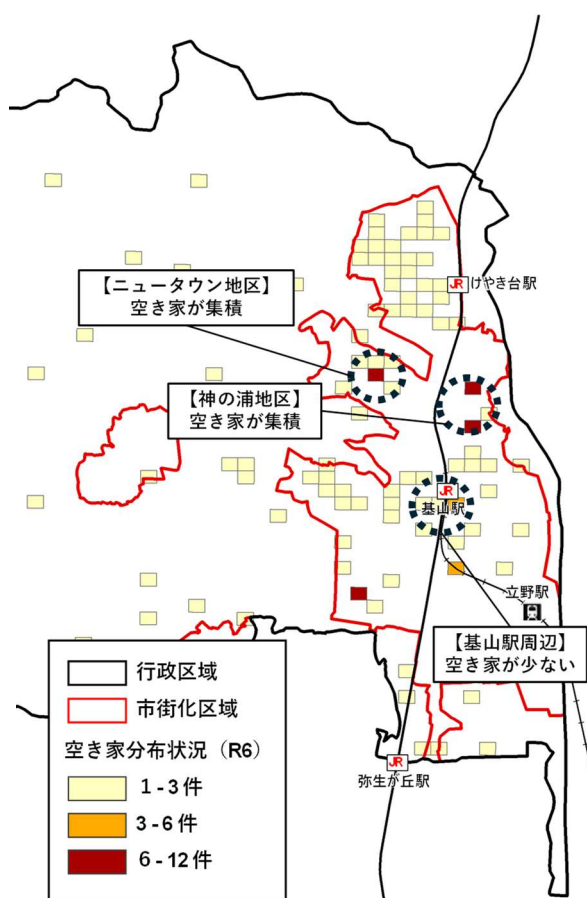 JR けやき台駅
【ニュータウン地区】
空き家が集積
【神の浦地区】
空き家が集積
JR
基山駅
立野駅
【基山駅周辺】
空き家が少ない
行政区域
市街化区域
空き家分布状況（R6）
1-3件
3-6件
6-12件
JR
弥生が丘駅